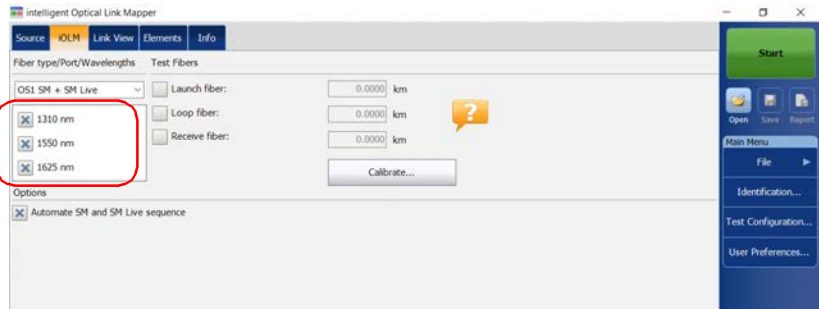 intelligent Optical Link Mapper
Source iOLM Link View Elements Info
Fiber type/Port/Wavelengths Test Fibers
OS1 SM + SM Live
1310 nm
1550 nm
1625 nm
Launch fiber: 0.0000 km
Loop fiber: 0.0000 km
Receive fiber: 0.0000 km
?
Calibrate...
Options
Automate SM and SM Live sequence
Start
Open Save Report
Main Menu
File
Identification...
Test Configuration...
User Preferences...